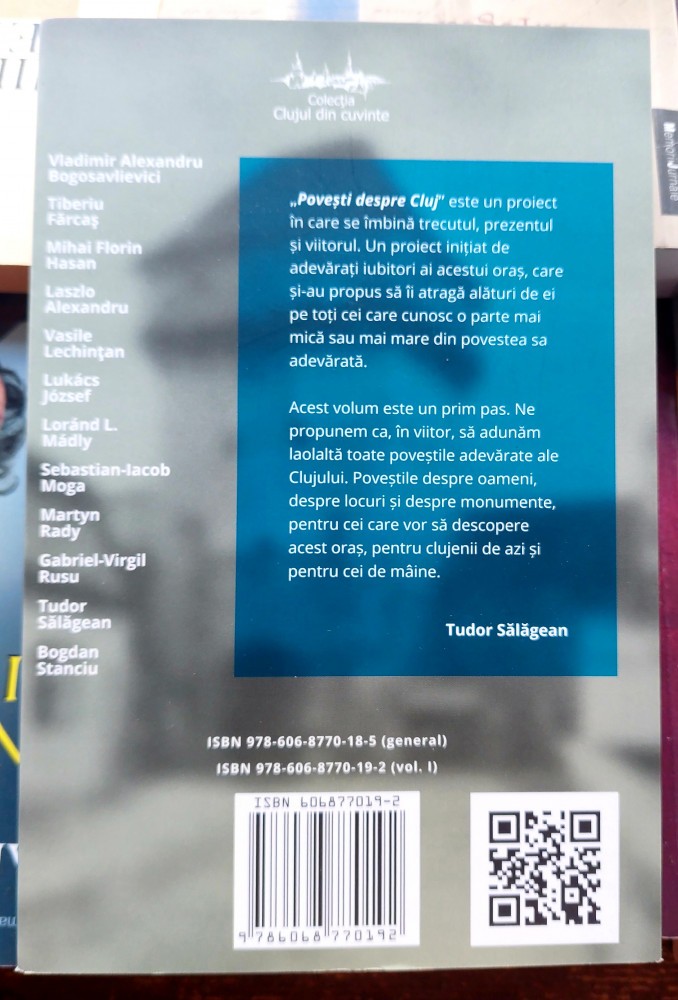 Colecția
Clujul din cuvinte
Vladimir Alexandru
Bogosavlievici
Tiberiu
Fărcaș
Mihai Florin
Hasan
Laszlo
Alexandru
Vasile
Lechințan
Lukács
József
Loránd L.
Mádly
Sebastian-Iacob
Moga
Martyn
Rady
Gabriel-Virgil
Rusu
Tudor
Sălăgean
Bogdan
Stanciu
„Povești despre Cluj” este un proiect
în care se îmbină trecutul, prezentul
și viitorul. Un proiect inițiat de
adevărați iubitori ai acestui oraș, care
și-au propus să îi atragă alături de ei
pe toți cei care cunosc o parte mai
mică sau mai mare din povestea sa
adevărată.
Acest volum este un prim pas. Ne
propunem ca, în viitor, să adunăm
laolaltă toate poveștile adevărate ale
Clujului. Poveștile despre oameni,
despre locuri și despre monumente,
pentru cei care vor să descopere
acest oraș, pentru clujenii de azi și
pentru cei de mâine.
Tudor Sălăgean
ISBN 978-606-8770-18-5 (general)
ISBN 978-606-8770-19-2 (vol. I)
ISBN 606877019-2
9 786068 770192
MemoriiJurnale